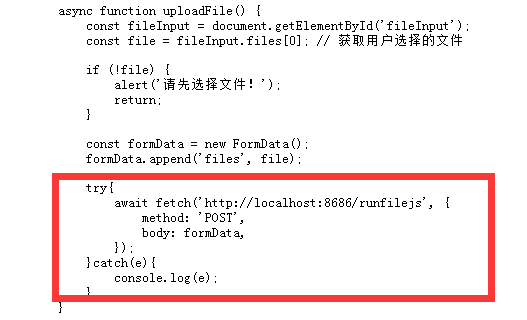 async function uploadFile() {
const fileInput = document.getElementById('fileInput');
const file = fileInput.files[0]; // 获取用户选择的文件
if (!file) {
alert('请先选择文件！');
return;
}
const formData = new FormData();
formData.append('files', file);
try{
await fetch('http://localhost:8686/runfilejs', {
method: 'POST',
body: formData,
});
}catch(e){
console.log(e);
}
}